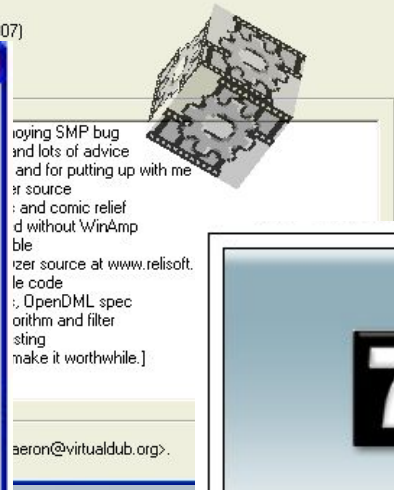 07)
oying SMP bug
and lots of advice
and for putting up with me
er source
and comic relief
d without WinAmp
ble
zer source at www.relisoft.
le code
, OpenDML spec
orithm and filter
sting
make it worthwhile.]
aeron@virtualdub.org>.
7